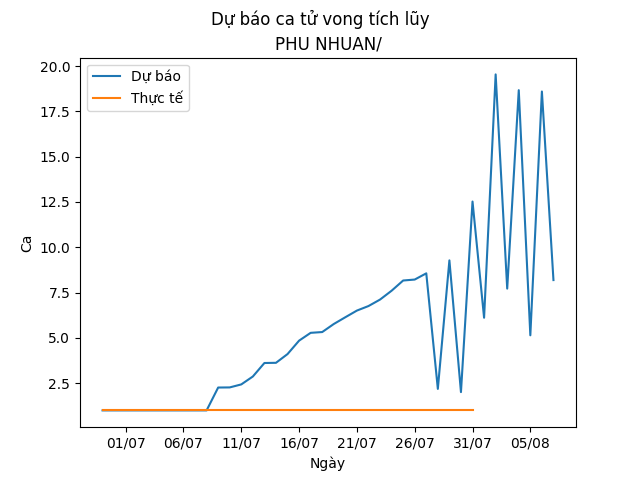 Dự báo ca tử vong tích lũy
PHU NHUAN/
Dự báo
Thực tế
20.0
17.5
15.0
12.5
10.0
7.5
5.0
2.5
Ca
01/07 06/07 11/07 16/07 21/07 26/07 31/07 05/08
Ngày